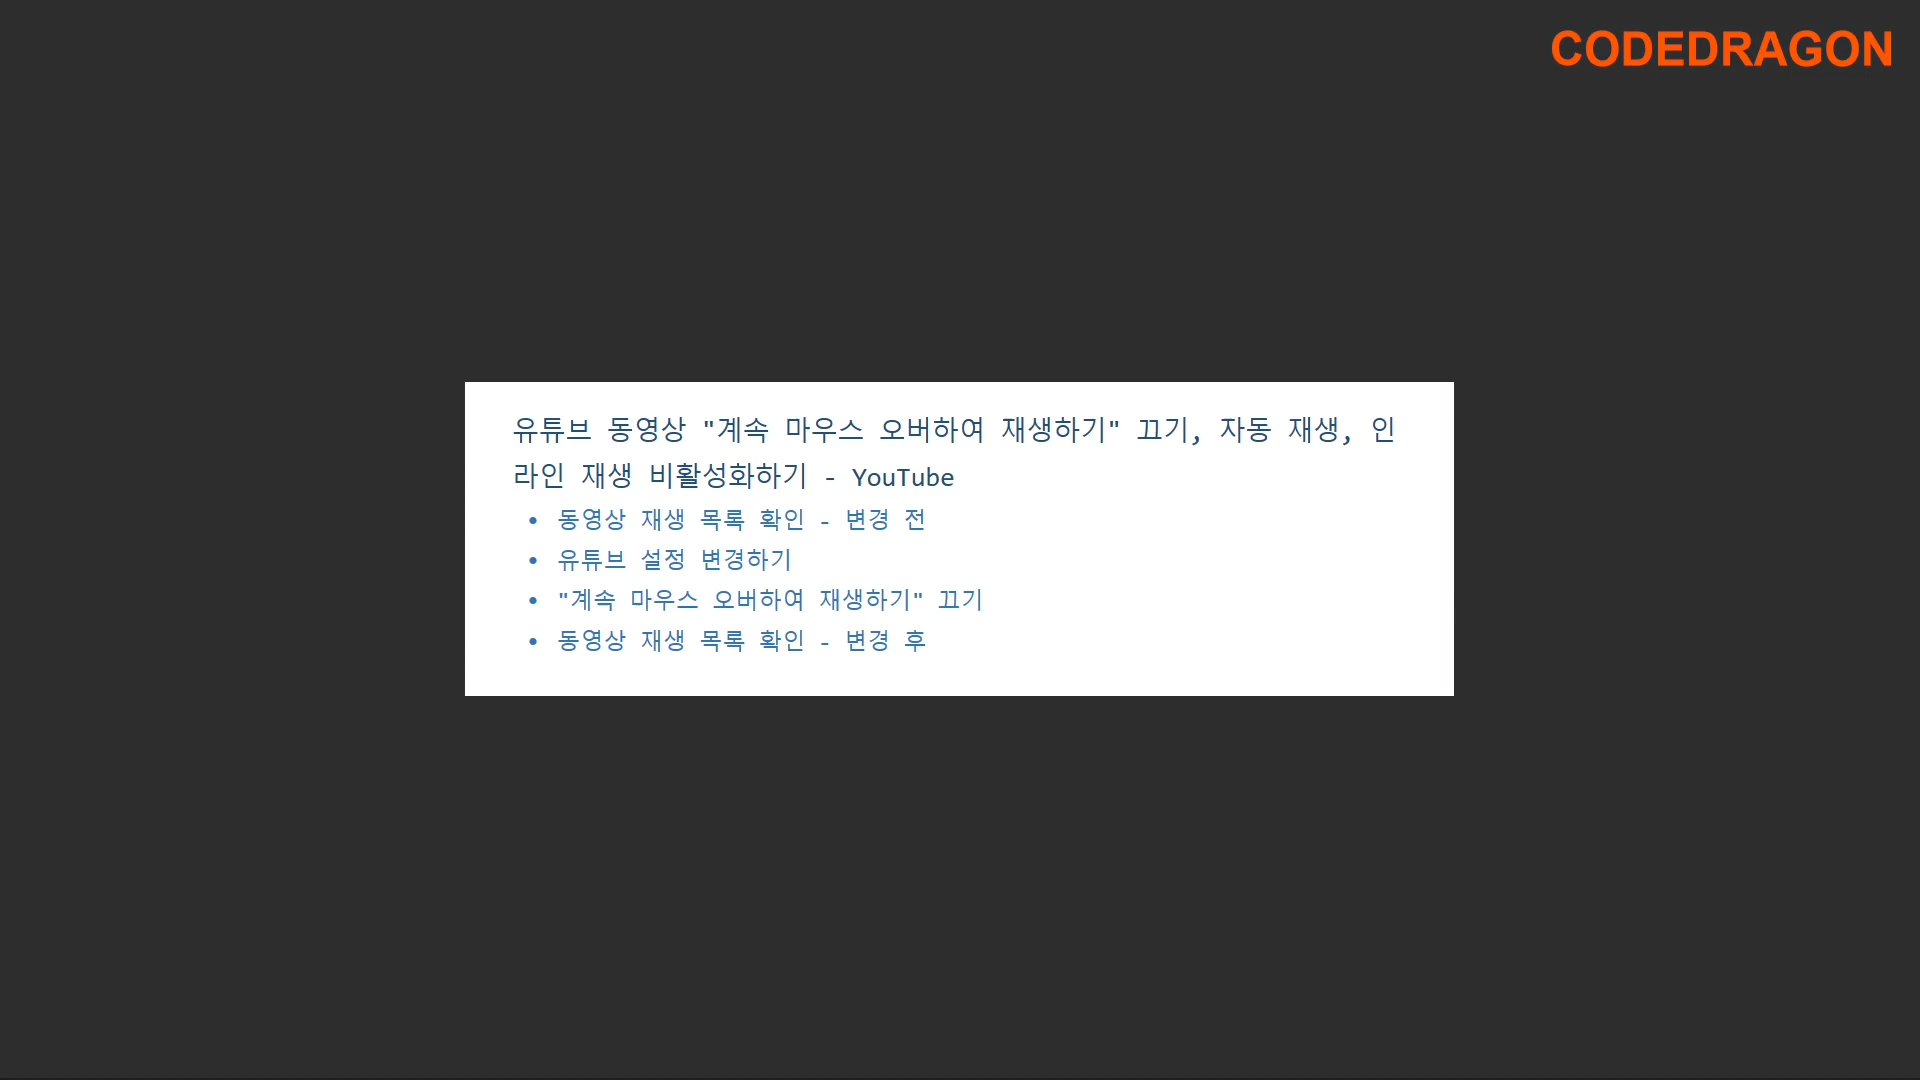 CODEDRAGON
유튜브 동영상 "계속 마우스 오버하여 재생하기" 끄기, 자동 재생, 인
라인 재생 비활성화하기 - YouTube
• 동영상 재생 목록 확인 - 변경 전
• 유튜브 설정 변경하기
• "계속 마우스 오버하여 재생하기" 끄기
• 동영상 재생 목록 확인 - 변경 후